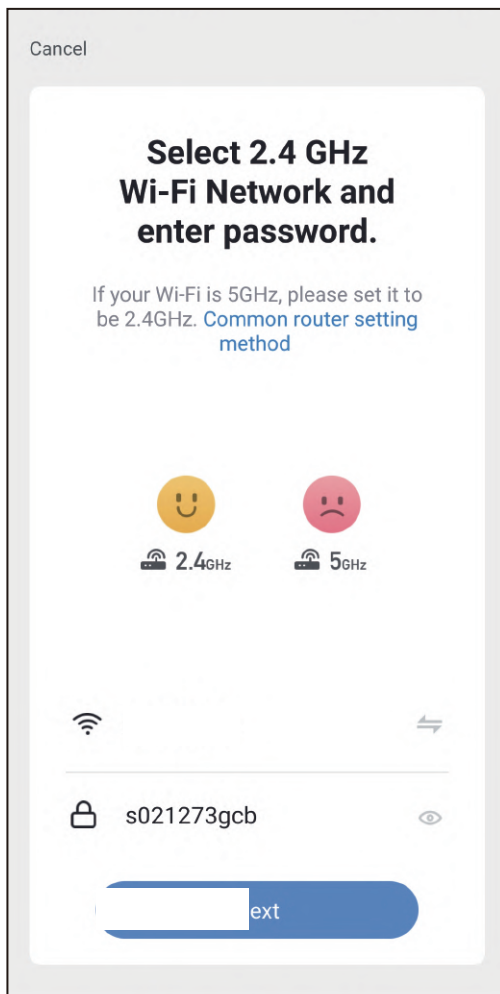 Cancel
Select 2.4 GHz
Wi-Fi Network and
enter password.
If your Wi-Fi is 5GHz, please set it to
be 2.4GHz. Common router setting
method
2.4GHz
5GHz
s021273gcb
ext